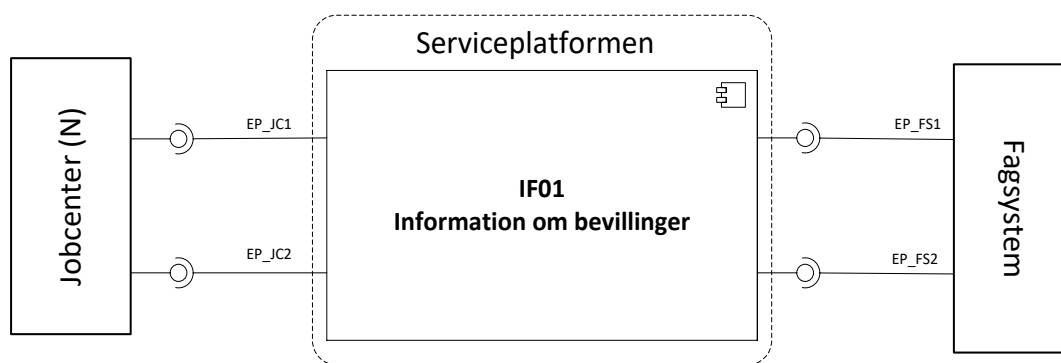 Serviceplatformen
Jobcenter (N)
EP_JC1
EP_JC2
IF01
Information om bevillinger
EP_FS1
EP_FS2
Fagsystem